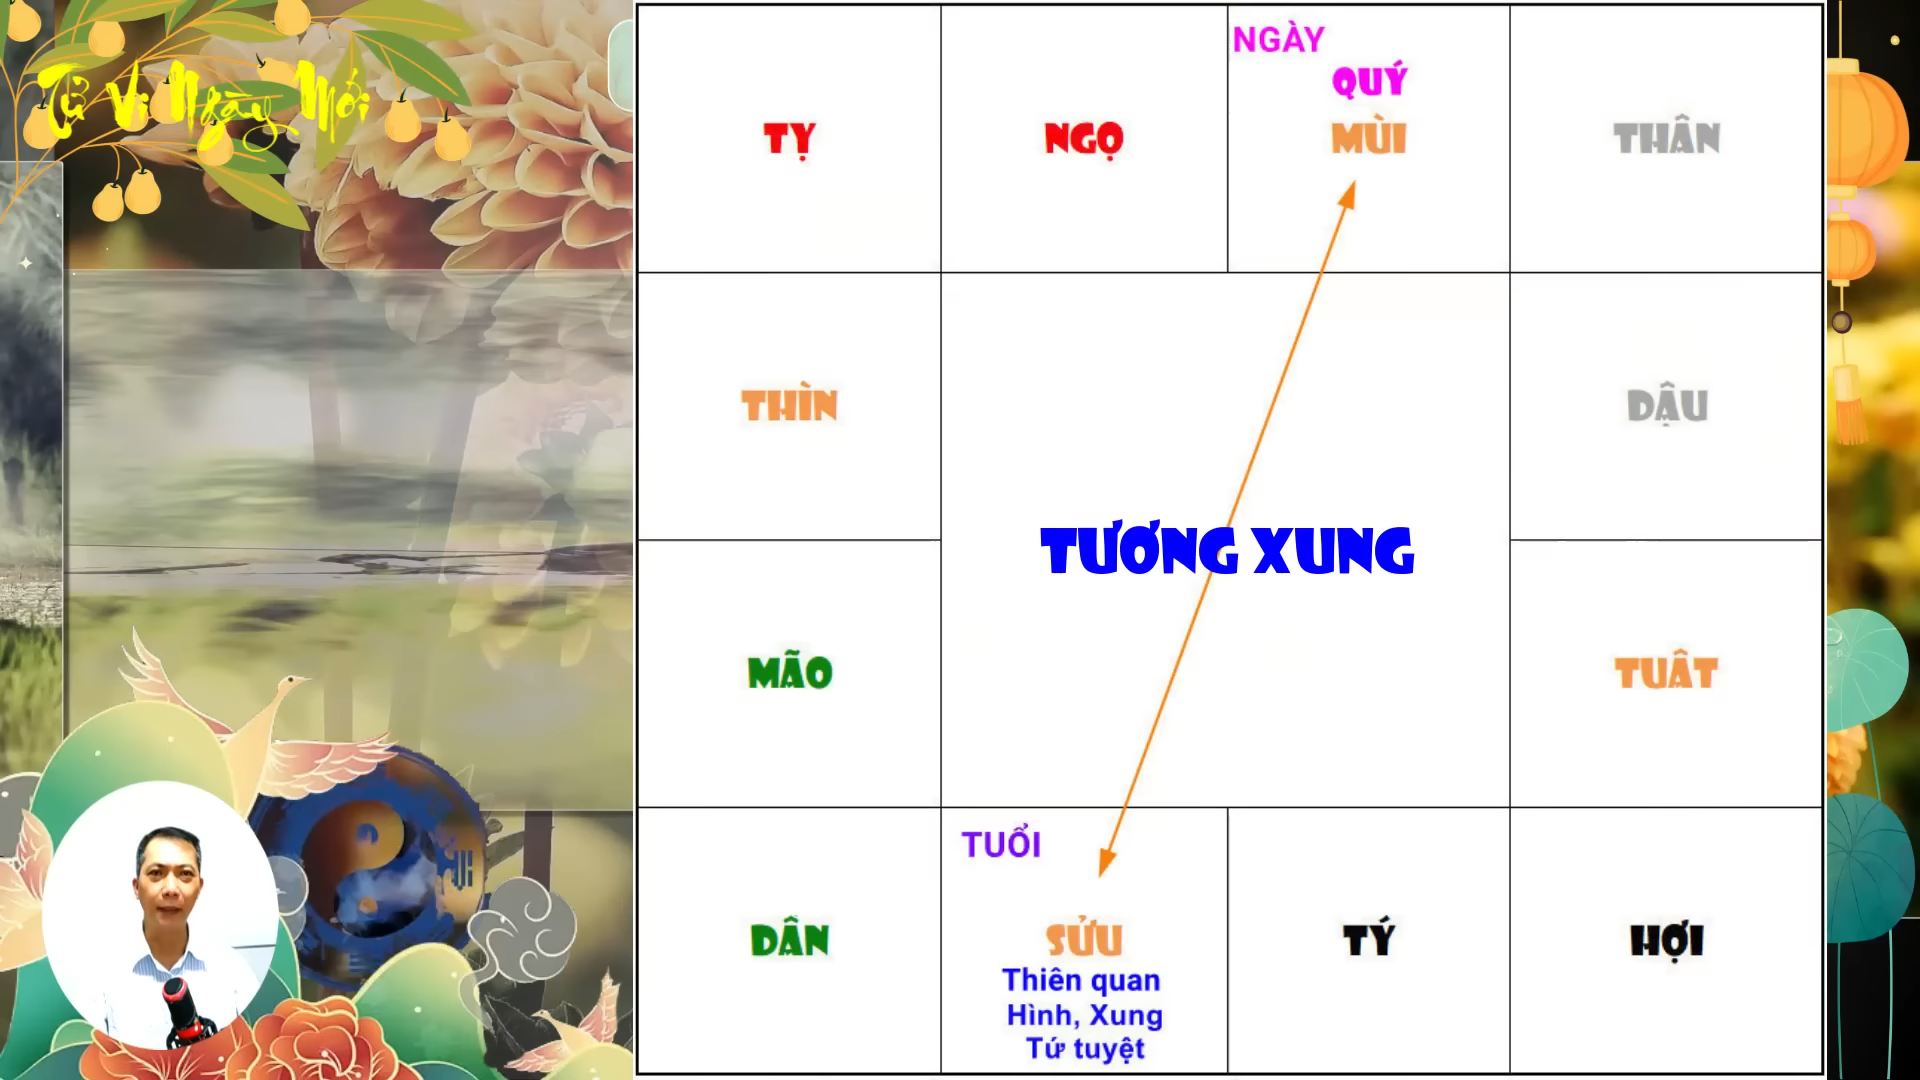 Tử Vi Ngày Mới
NGÀY
QUÝ
TỴ
NGỌ
MÙI
THÂN
THÌN
DẬU
TƯƠNG XUNG
MÃO
TUẤT
TUỔI
DẦN
SỬU
TÝ
HỢI
Thiên quan
Hình, Xung
Tứ tuyệt